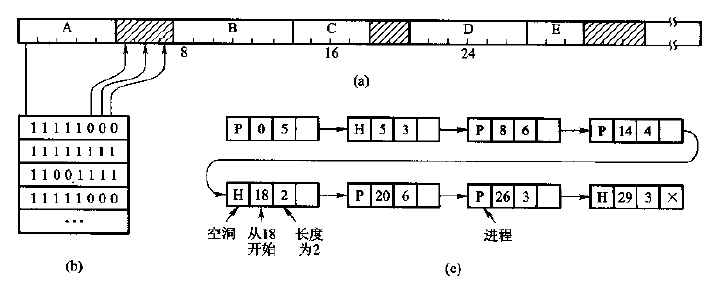 A B C D E
8 16 24
(a)
11111000
11111111
11001111
11111000
...
(b)
P 0 5 H 5 3 P 8 6 P 14 4
H 18 2 P 20 6 P 26 3 H 29 3 ×
空洞 从18 长度 进程
开始 为2
(c)